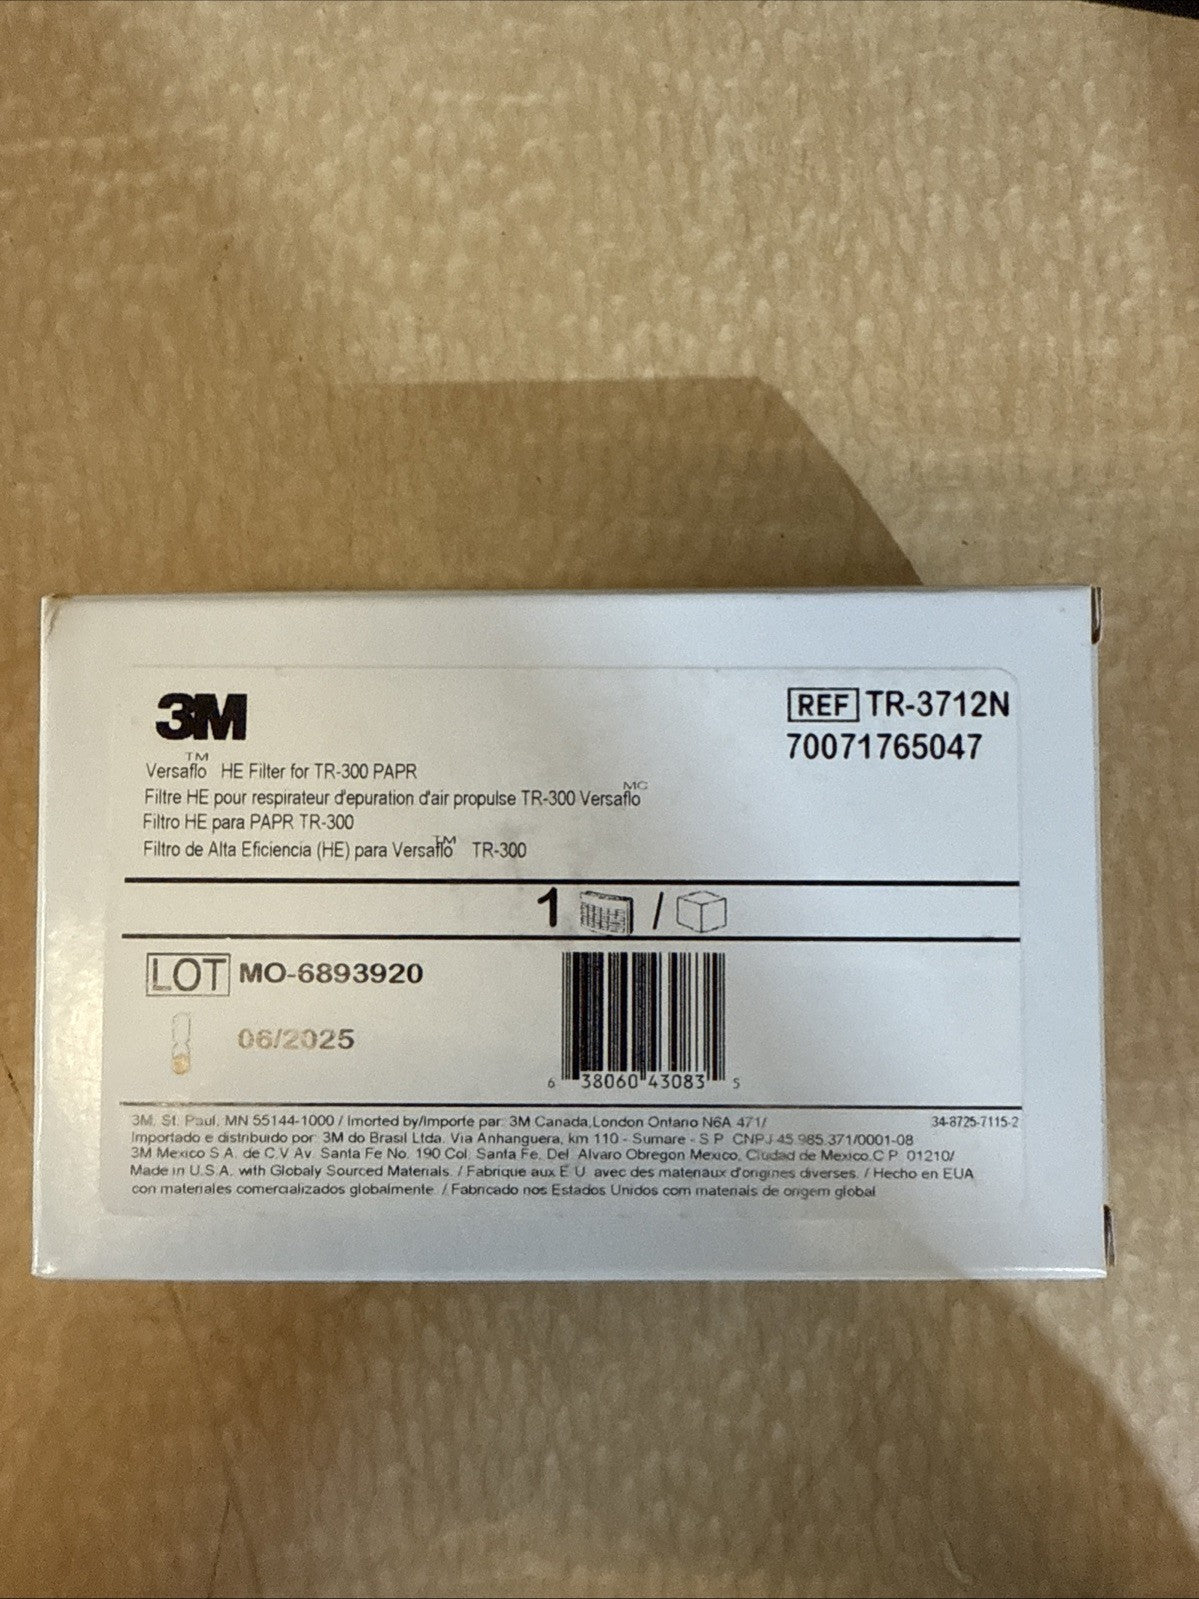 3M
Versaflo™ HE Filter for TR-300 PAPR
Filtre HE pour respirateur d'epuration d'air propulse TR-300 Versaflo MC
Filtro HE para PAPR TR-300
Filtro de Alta Eficiencia (HE) para Versaflo™ TR-300
REF TR-3712N
70071765047
1 /
LOT MO-6893920
06/2025
6 38060 43083 5
3M, St. Paul, MN 55144-1000 / Imorted by/Importe par: 3M Canada,London Ontario N6A 4T1/
34-8725-7115-2
Importado e distribuido por: 3M do Brasil Ltda. Via Anhanguera, km 110 - Sumare - S.P. CNPJ 45.985.371/0001-08
3M Mexico S.A. de C.V Av. Santa Fe No. 190 Col. Santa Fe, Del. Alvaro Obregon Mexico, Ciudad de Mexico,C.P. 01210/
Made in U.S.A. with Globaly Sourced Materials. / Fabrique aux E.U. avec des materiaux d'origines diverses. / Hecho en EUA
con materiales comercializados globalmente. / Fabricado nos Estados Unidos com materiais de origem global